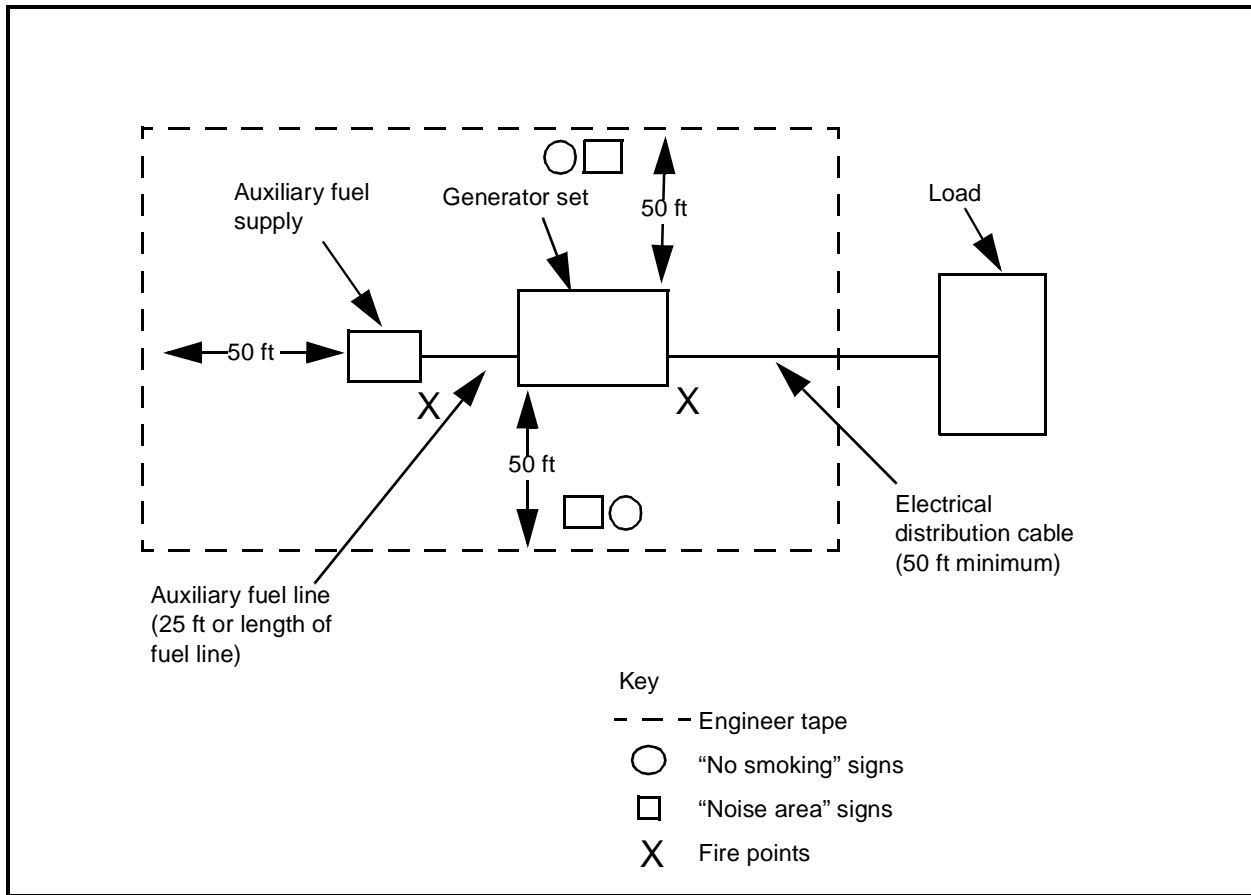 Auxiliary fuel
supply
Generator set
50 ft
Load
50 ft
X
X
50 ft
Electrical
distribution cable
(50 ft minimum)
Auxiliary fuel line
(25 ft or length of
fuel line)
Key
Engineer tape
“No smoking” signs
“Noise area” signs
X Fire points